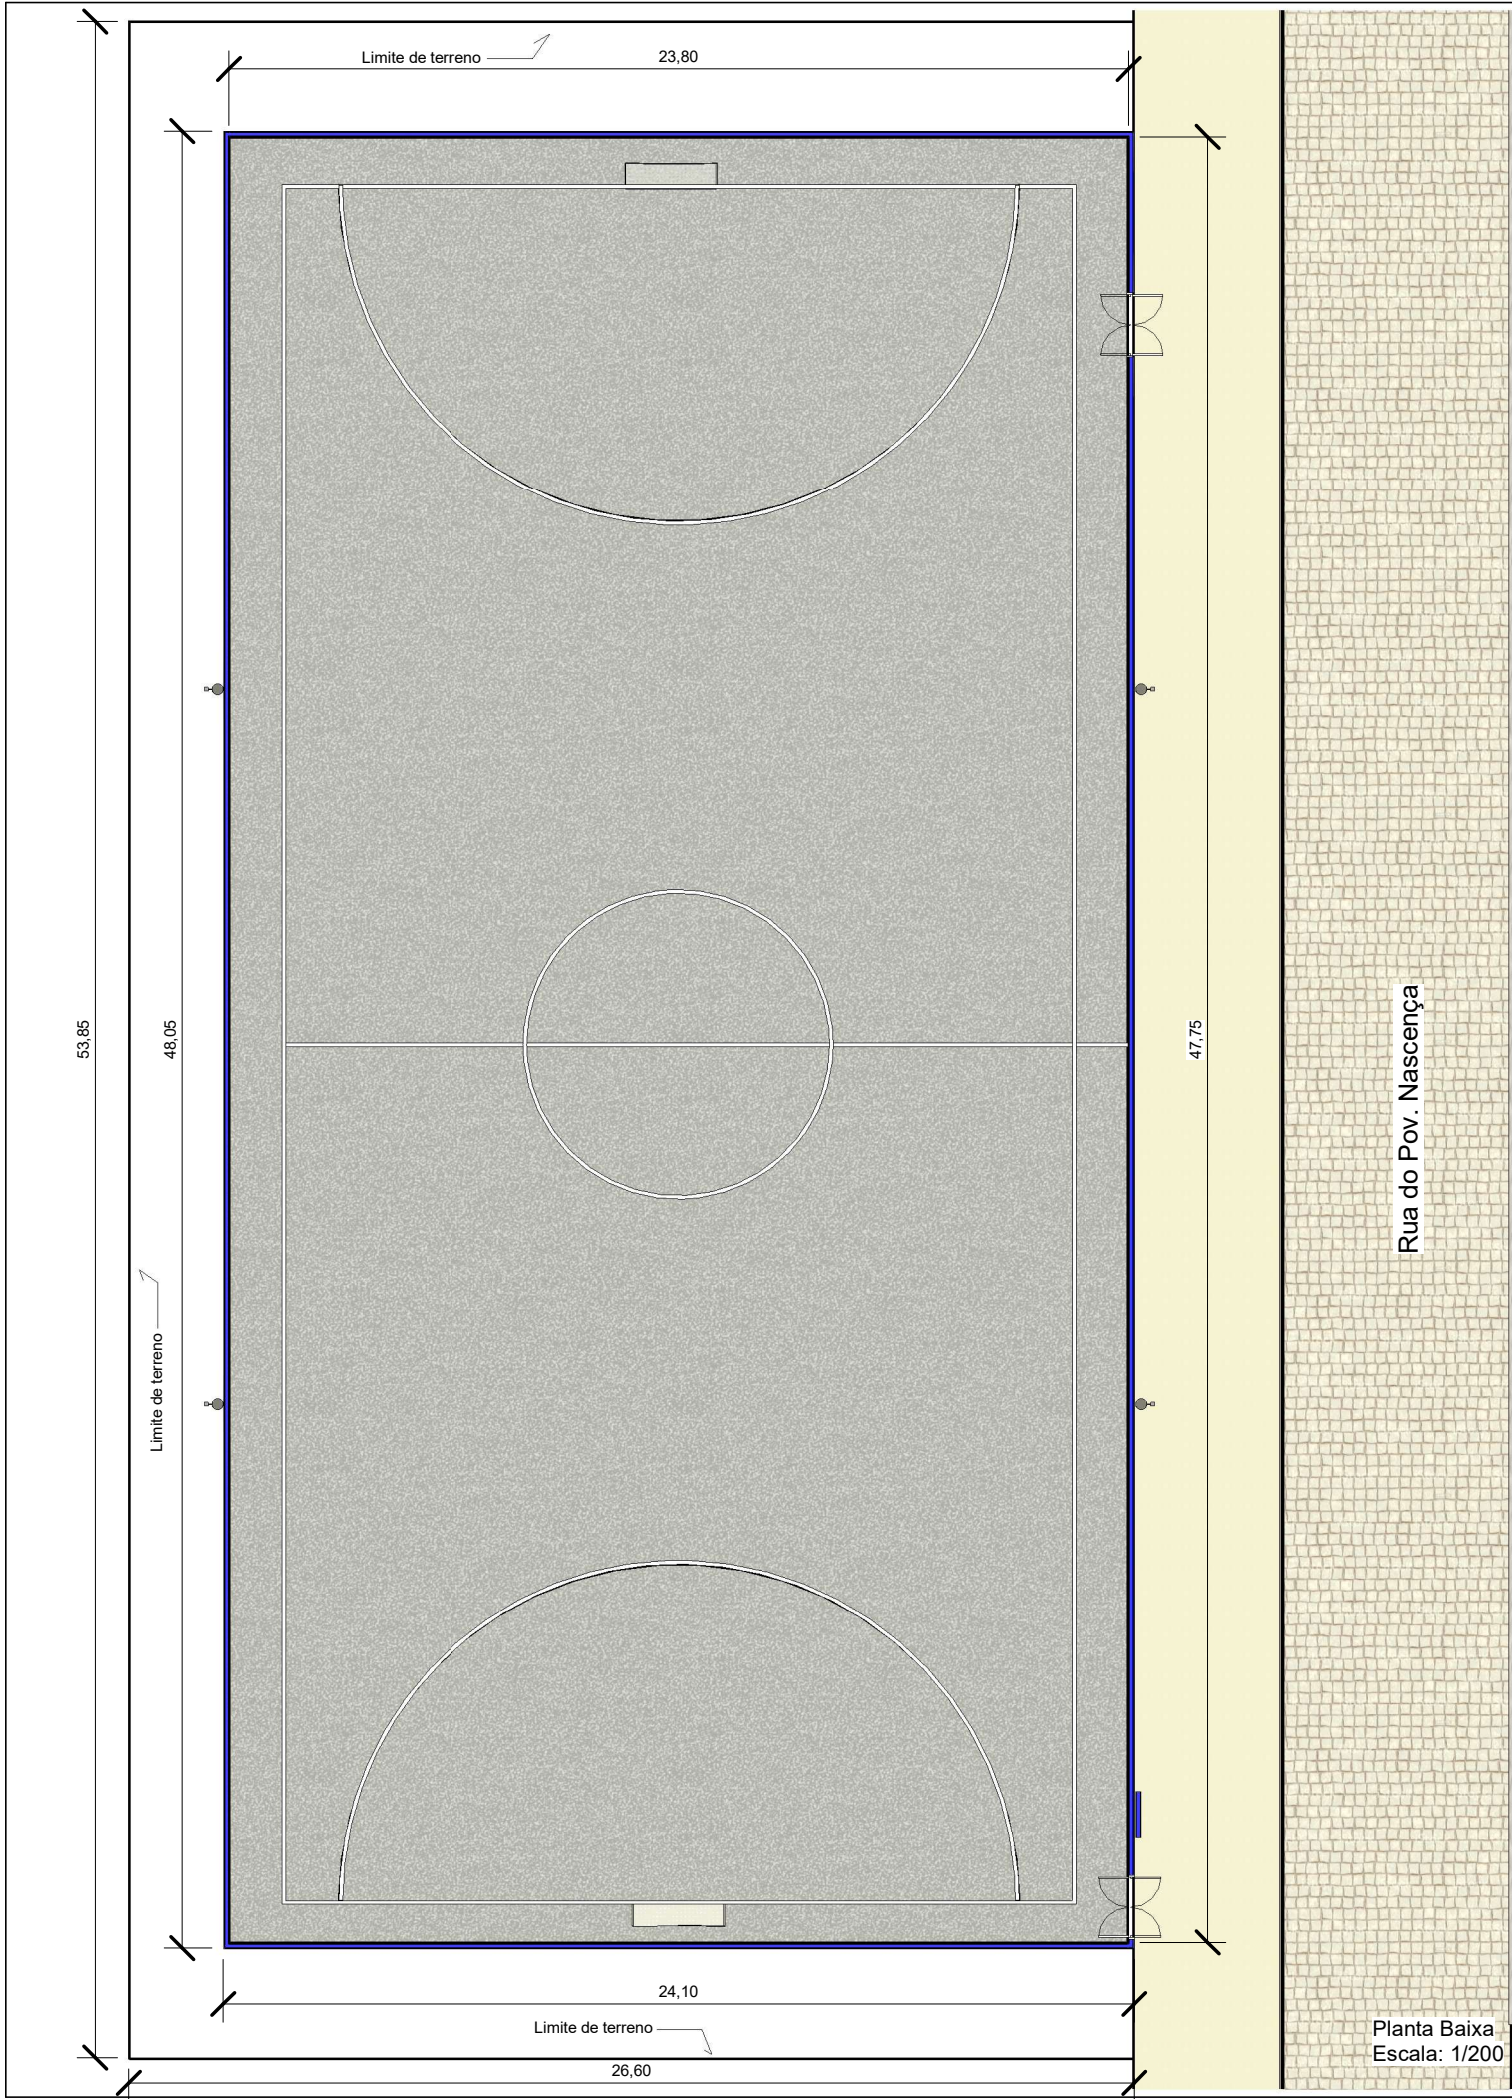 Limite de terreno
23,80
53,85
48,05
47,75
Rua do Pov. Nascença
Limite de terreno
24,10
Limite de terreno
26,60
Planta Baixa
Escala: 1/200